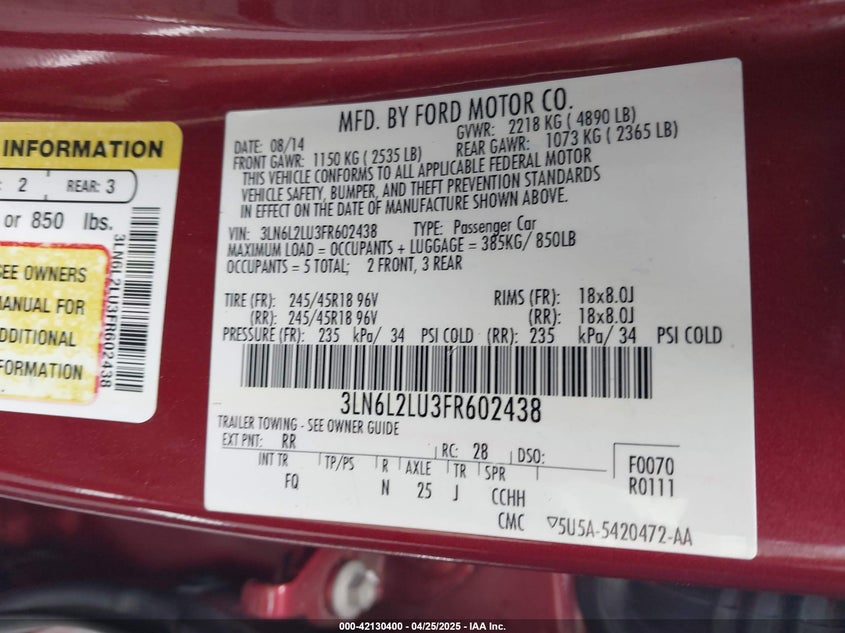 INFORMATION
2 REAR: 3
or 850 lbs.
SEE OWNERS
MANUAL FOR
ADDITIONAL
INFORMATION
3LN6L2LU3FR602438
MFD. BY FORD MOTOR CO.
DATE: 08/14 GVWR: 2218 KG ( 4890 LB)
FRONT GAWR: 1150 KG ( 2535 LB) REAR GAWR: 1073 KG ( 2365 LB)
THIS VEHICLE CONFORMS TO ALL APPLICABLE FEDERAL MOTOR
VEHICLE SAFETY, BUMPER, AND THEFT PREVENTION STANDARDS
IN EFFECT ON THE DATE OF MANUFACTURE SHOWN ABOVE.
VIN: 3LN6L2LU3FR602438 TYPE: Passenger Car
MAXIMUM LOAD = OCCUPANTS + LUGGAGE = 385KG/ 850LB
OCCUPANTS = 5 TOTAL; 2 FRONT, 3 REAR
TIRE (FR): 245/45R18 96V RIMS (FR): 18x8.0J
(RR): 245/45R18 96V (RR): 18x8.0J
PRESSURE (FR): 235 kPa/ 34 PSI COLD (RR): 235 kPa/ 34 PSI COLD
3LN6L2LU3FR602438
TRAILER TOWING - SEE OWNER GUIDE
EXT PNT: RR RC: 28 DSO:
INT TR TP/PS R AXLE TR SPR F0070
FQ N 25 J CCHH R0111
CMC ▽5U5A-5420472-AA
000-42130400 - 04/25/2025 - IAA Inc.